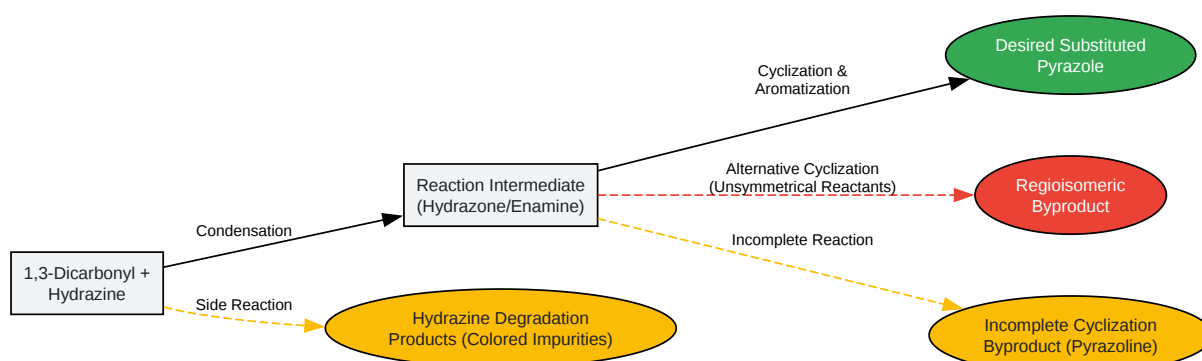 Desired Substituted
Pyrazole
Cyclization &
Aromatization
Reaction Intermediate
(Hydrazone/Enamine)
Alternative Cyclization
(Unsymmetrical Reactants)
Regioisomeric
Byproduct
Condensation
Incomplete Reaction
1,3-Dicarbonyl +
Hydrazine
Side Reaction
Hydrazine Degradation
Products (Colored Impurities)
Incomplete Cyclization
Byproduct (Pyrazoline)